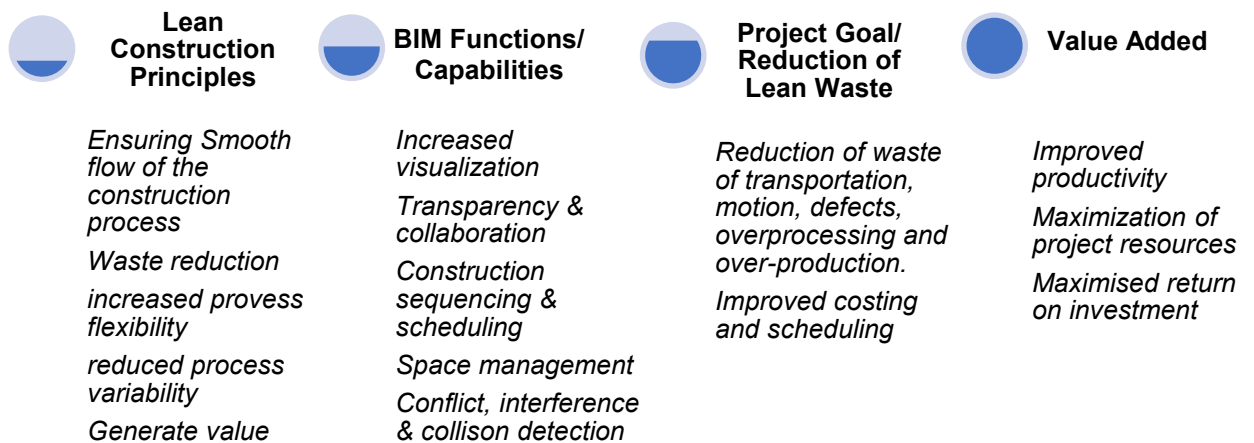 Lean
Construction
Principles
Ensuring Smooth
flow of the
construction
process
Waste reduction
increased provess
flexibility
reduced process
variability
Generate value
BIM Functions/
Capabilities
Increased
visualization
Transparency &
collaboration
Construction
sequencing &
scheduling
Space management
Conflict, interference
& collison detection
Project Goal/
Reduction of
Lean Waste
Reduction of waste
of transportation,
motion, defects,
overprocessing and
over-production.
Improved costing
and scheduling
Value Added
Improved
productivity
Maximization of
project resources
Maximised return
on investment